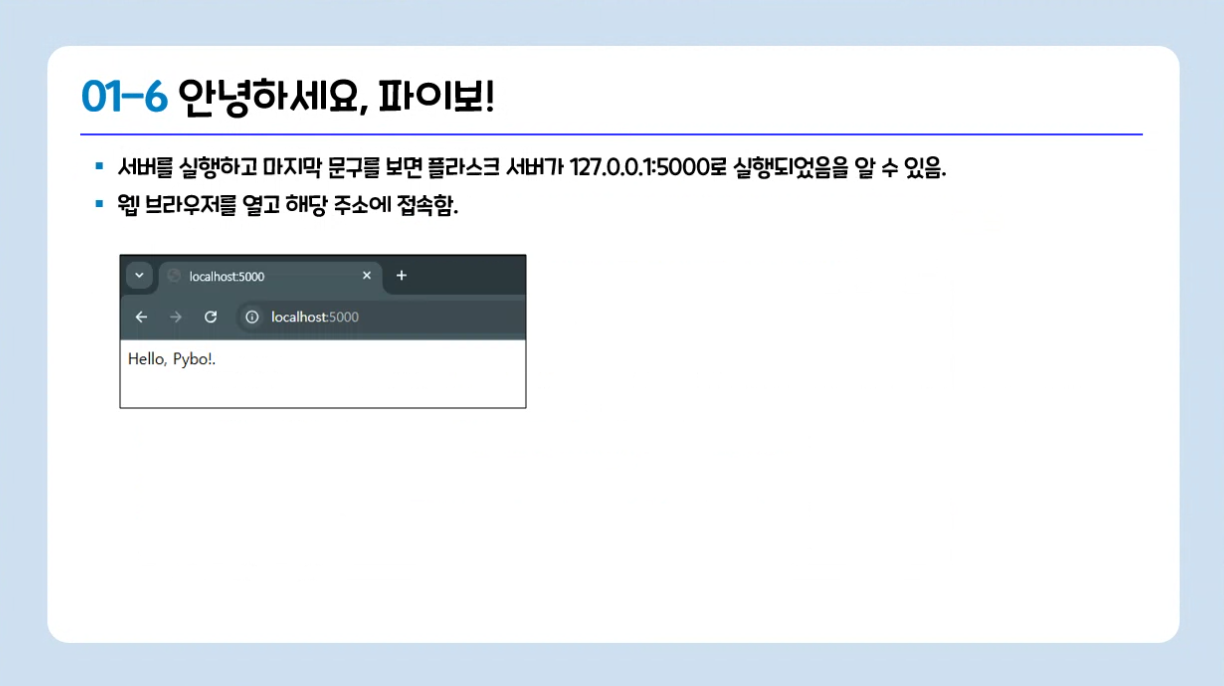 01-6 안녕하세요, 파이보!
서버를 실행하고 마지막 문구를 보면 플라스크 서버가 127.0.0.1:5000로 실행되었음을 알 수 있음.
웹 브라우저를 열고 해당 주소에 접속함.
localhost:5000
localhost:5000
Hello, Pybo!.